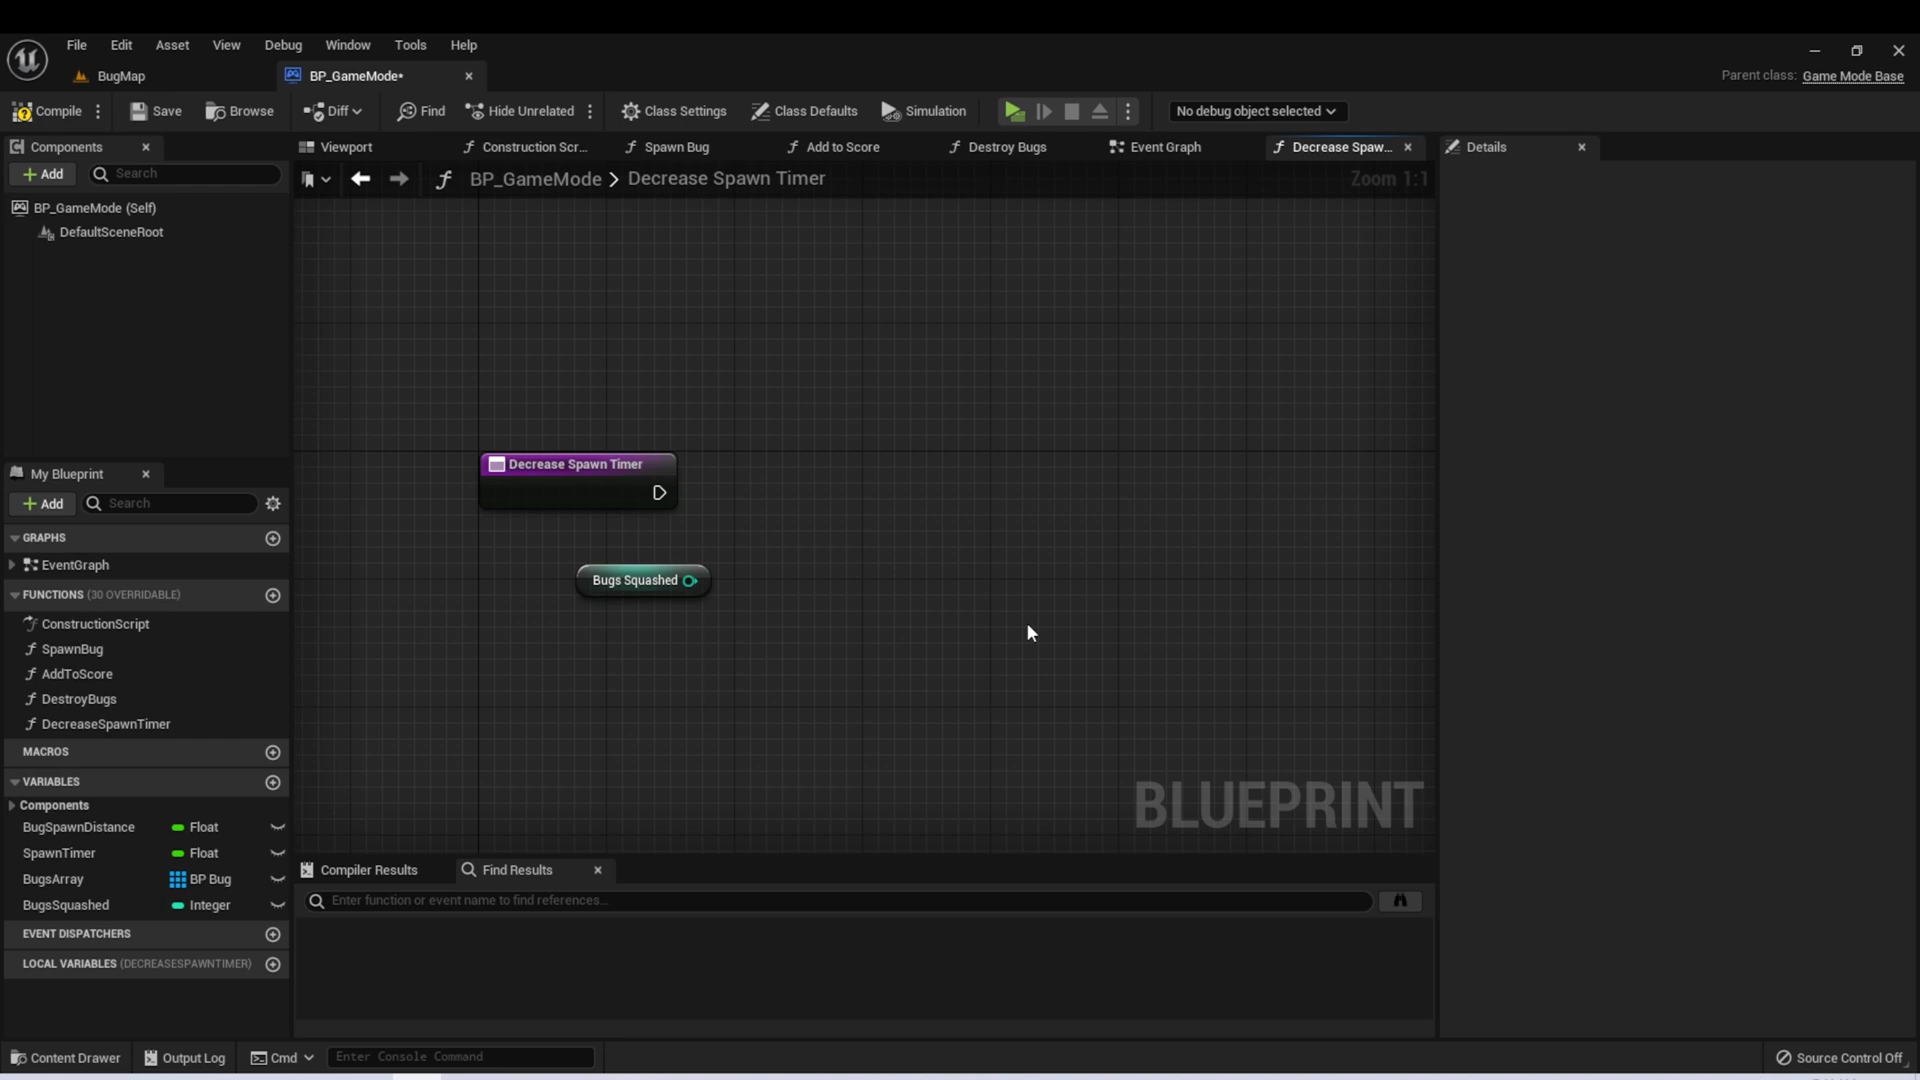 File Edit Asset View Debug Window Tools Help
BugMap BP_GameMode*
Parent class: Game Mode Base
Compile Save Browse Diff Find Hide Unrelated Class Settings Class Defaults Simulation No debug object selected
Components
Viewport Construction Scr... Spawn Bug Add to Score Destroy Bugs Event Graph Decrease Spaw... Details
Add Search
BP_GameMode > Decrease Spawn Timer Zoom 1:1
BP_GameMode (Self)
DefaultSceneRoot
Decrease Spawn Timer
Bugs Squashed
BLUEPRINT
My Blueprint
Add Search
GRAPHS
EventGraph
FUNCTIONS (30 OVERRIDABLE)
ConstructionScript
SpawnBug
AddToScore
DestroyBugs
DecreaseSpawnTimer
MACROS
VARIABLES
Components
BugSpawnDistance Float
SpawnTimer Float
BugsArray BP Bug
BugsSquashed Integer
EVENT DISPATCHERS
LOCAL VARIABLES (DECREASESPAWNTIMER)
Compiler Results Find Results
Enter function or event name to find references...
Content Drawer Output Log Cmd Enter Console Command Source Control Off